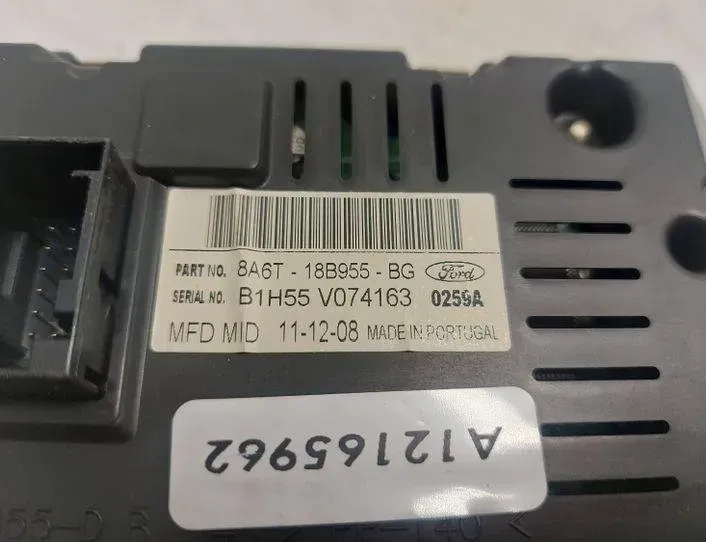 PART NO. 8A6T - 18B955 - BG Ford
SERIAL NO. B1H55 V074163 0259A
MFD MID 11-12-08 MADE IN PORTUGAL
A12165962